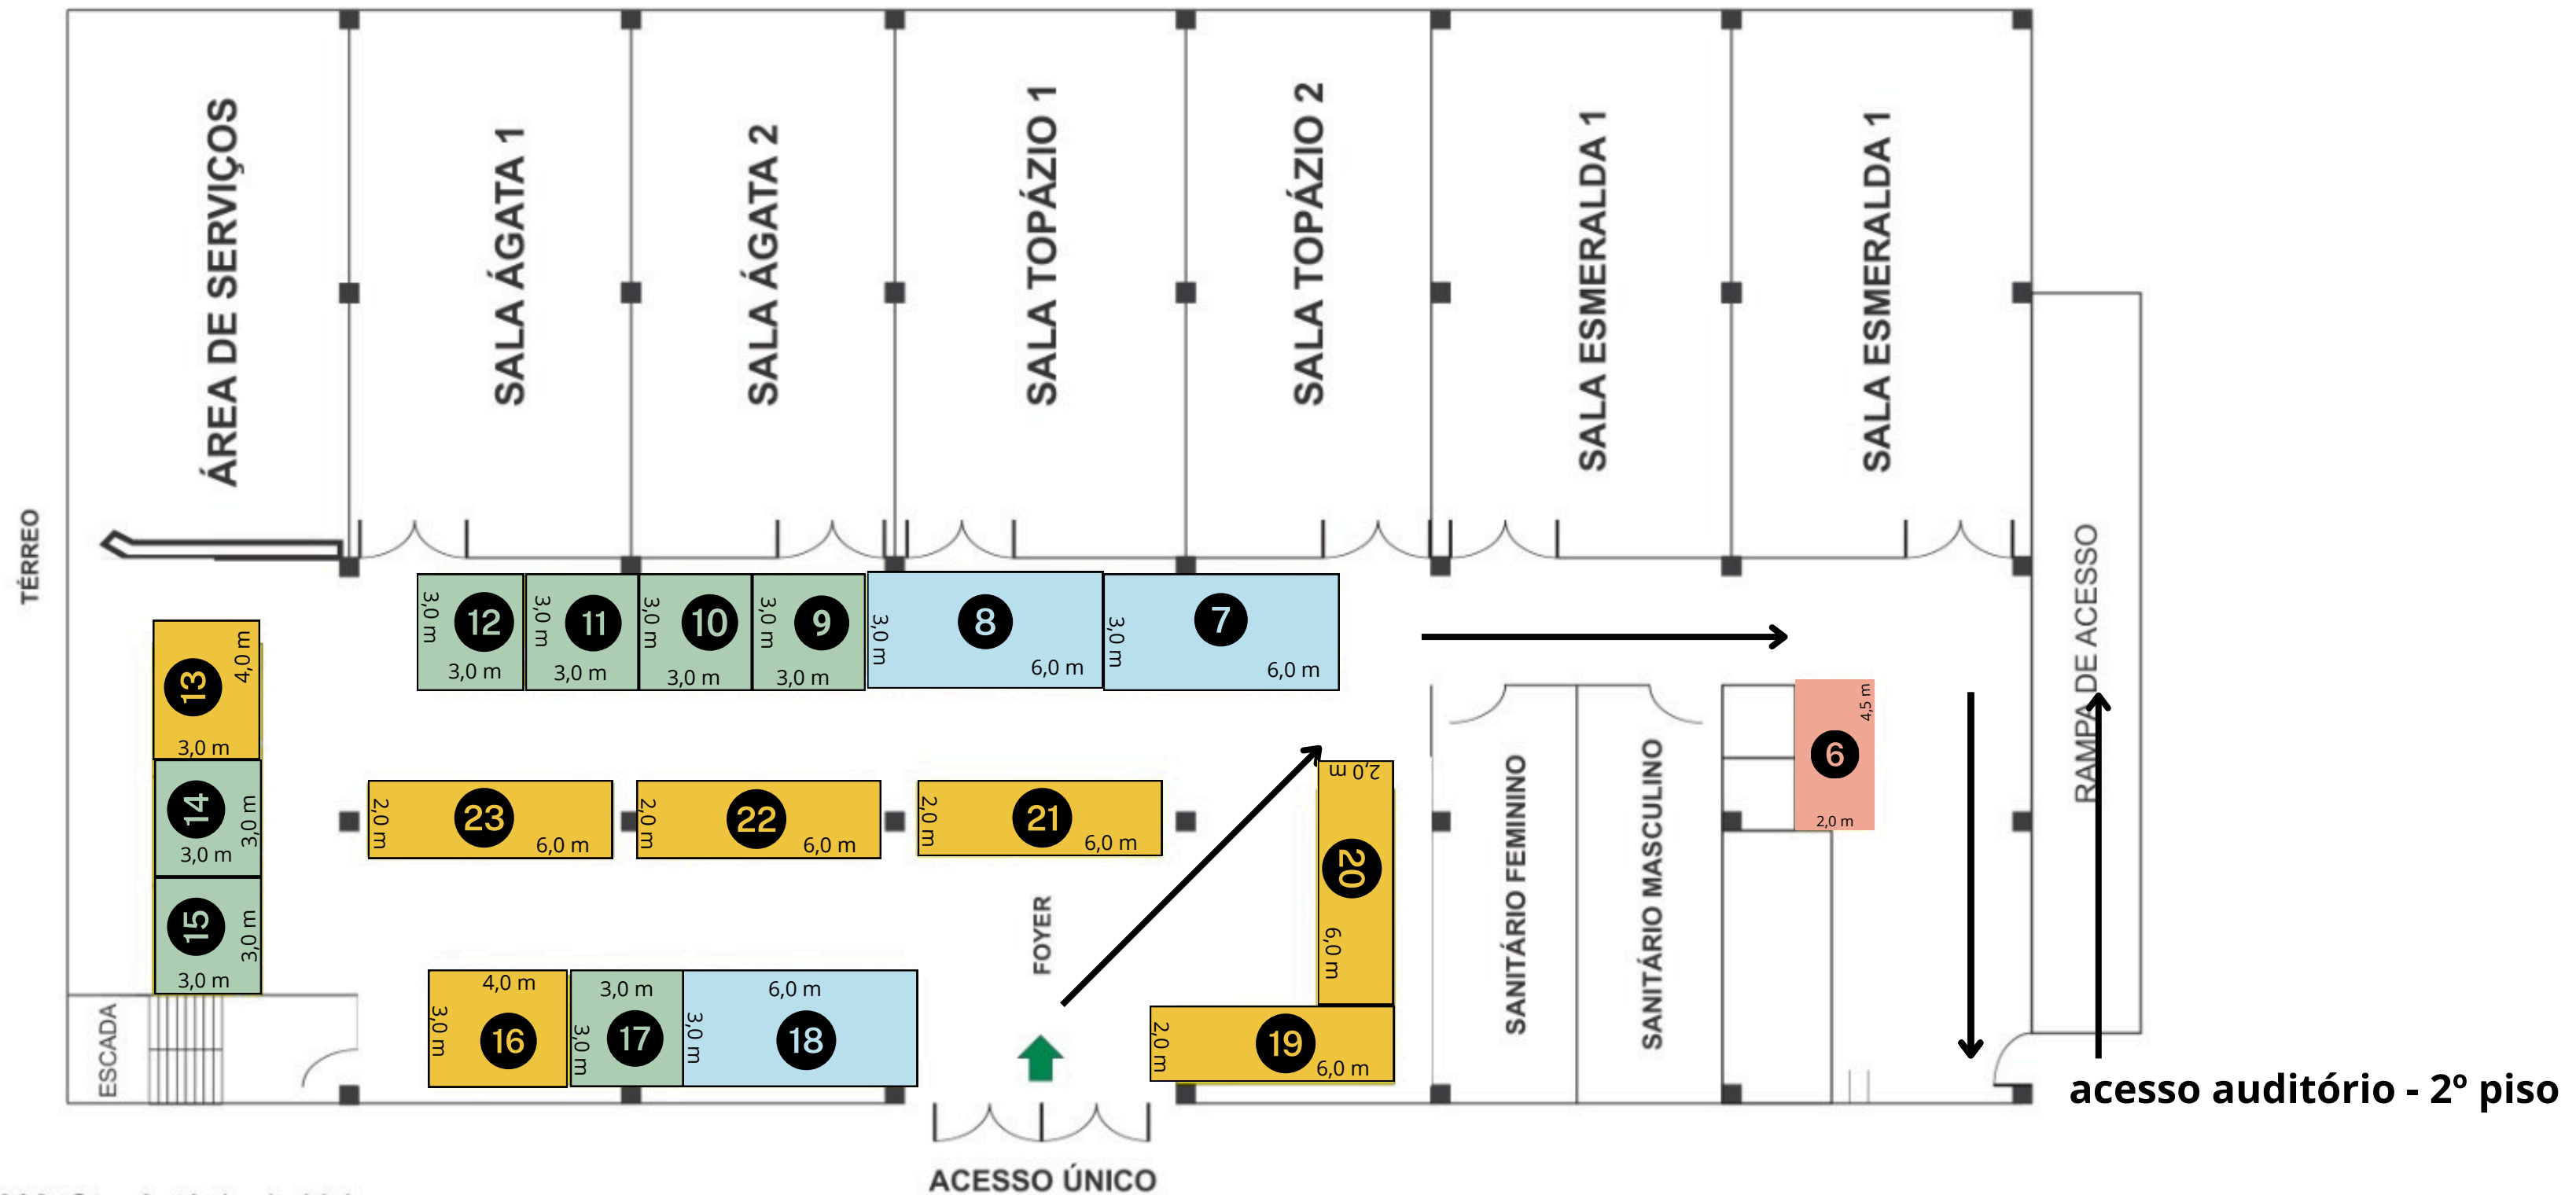 ÁREA DE SERVIÇOS
SALA ÁGATA 1
SALA ÁGATA 2
SALA TOPÁZIO 1
SALA TOPÁZIO 2
SALA ESMERALDA 1
SALA ESMERALDA 1
TÉRREO
RAMPA DE ACESSO
3,0 m
12
3,0 m
3,0 m
11
3,0 m
3,0 m
10
3,0 m
3,0 m
9
3,0 m
3,0 m
8
6,0 m
3,0 m
7
6,0 m
13
4,0 m
3,0 m
14
3,0 m
3,0 m
15
3,0 m
3,0 m
2,0 m
23
6,0 m
2,0 m
22
6,0 m
2,0 m
21
6,0 m
2,0 m
20
6,0 m
4,5 m
6
2,0 m
SANITÁRIO FEMININO
SANITÁRIO MASCULINO
FOYER
ESCADA
4,0 m
3,0 m
16
3,0 m
3,0 m
17
6,0 m
3,0 m
18
2,0 m
19
6,0 m
acesso auditório - 2º piso
ACESSO ÚNICO